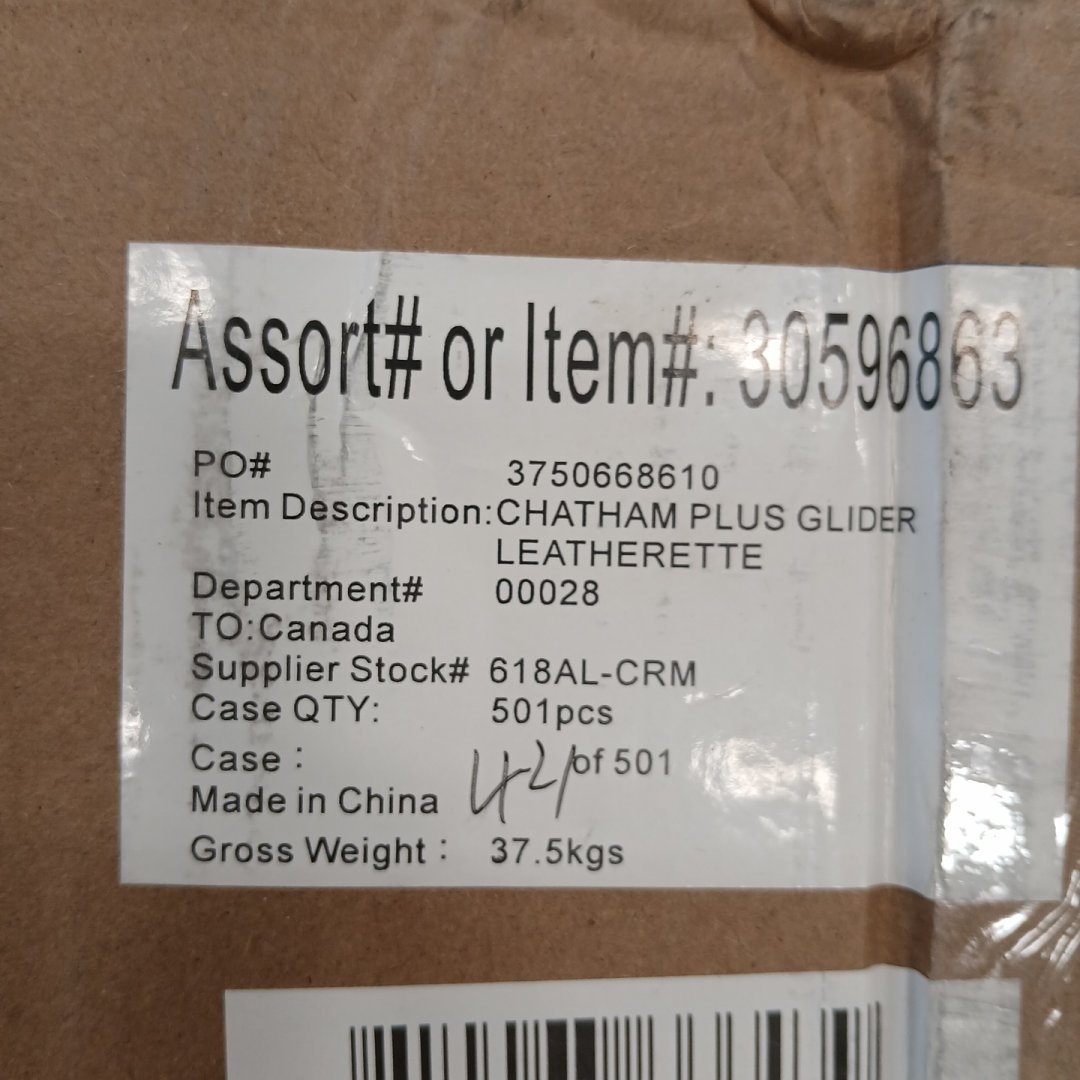 Assort# or Item#: 30596863
PO# 3750668610
Item Description:CHATHAM PLUS GLIDER
LEATHERETTE
Department# 00028
TO:Canada
Supplier Stock# 618AL-CRM
Case QTY: 501pcs
Case : 421 of 501
Made in China
Gross Weight : 37.5kgs